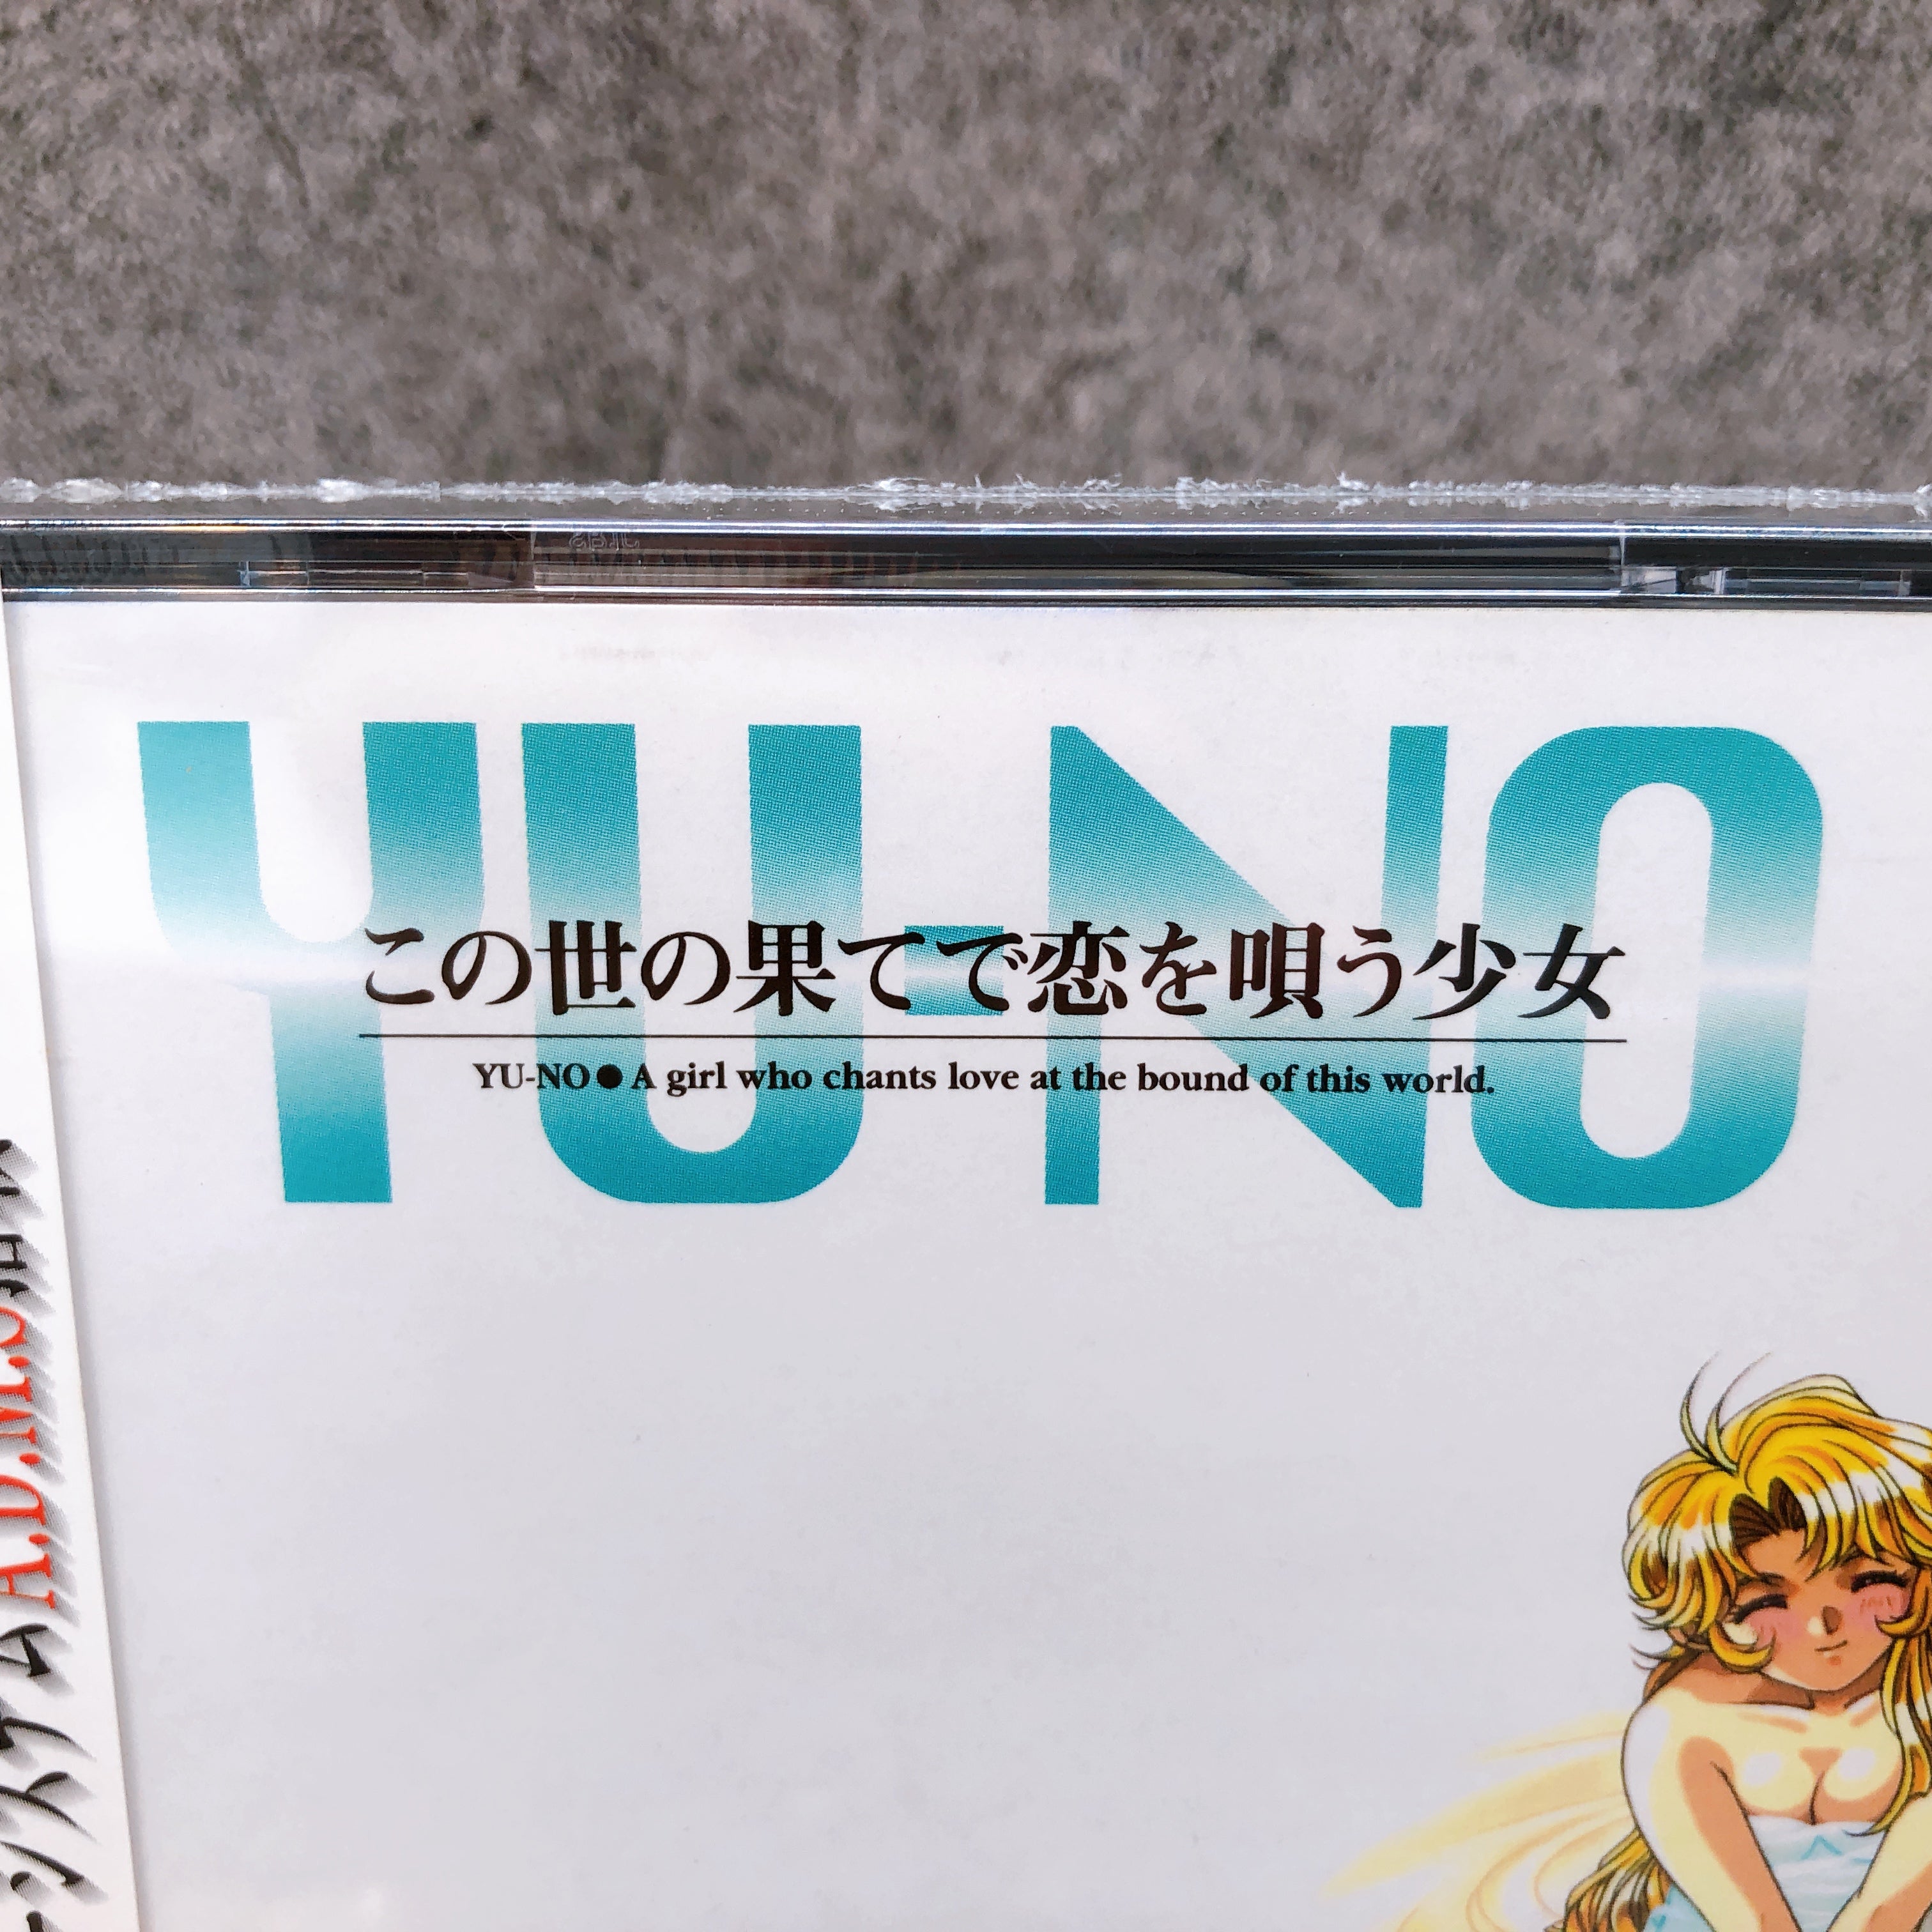 YU-NO
この世の果てで恋を唄う少女
YU-NO●A girl who chants love at the bound of this world.
A.D.M.S